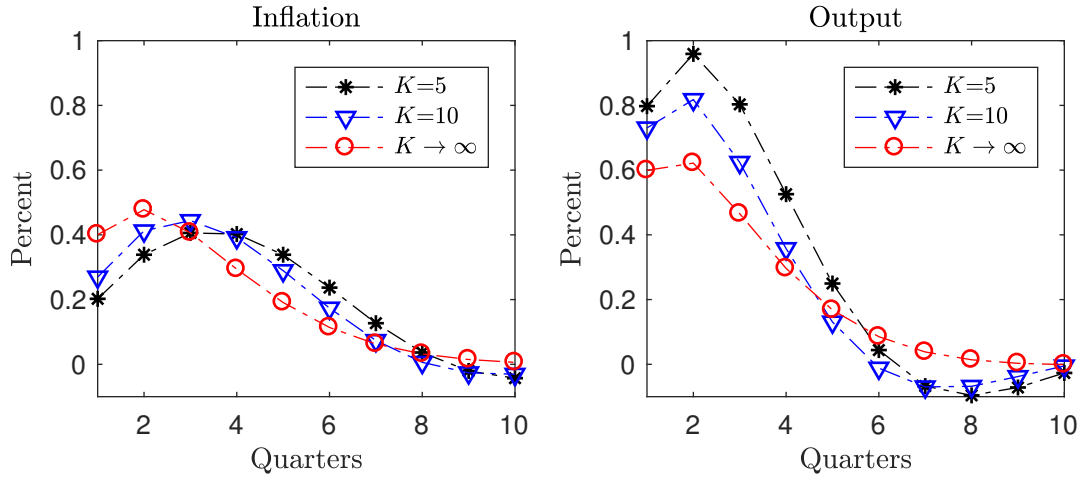 Inflation
Output
1
0.8
0.6
0.4
0.2
0
2
4
6
8
10
Percent
Quarters
K=5
K=10
K → ∞
1
0.8
0.6
0.4
0.2
0
2
4
6
8
10
Percent
Quarters
K=5
K=10
K → ∞